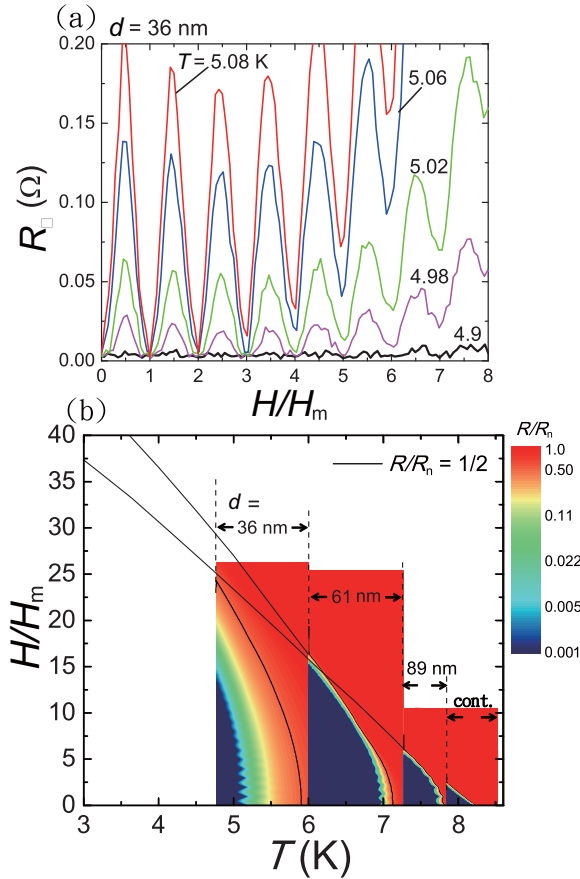 (a) d = 36 nm
0.20
0.15
0.10
0.05
0.00
R□ (Ω)
T = 5.08 K
5.06
5.02
4.98
4.9
0 1 2 3 4 5 6 7 8
H/Hm
(b)
R/Rn
40
35
30
25
20
15
10
5
0
H/Hm
R/Rn = 1/2
d =
36 nm
61 nm
89 nm
cont.
1.0
0.50
0.11
0.022
0.005
0.001
3 4 5 6 7 8
T (K)